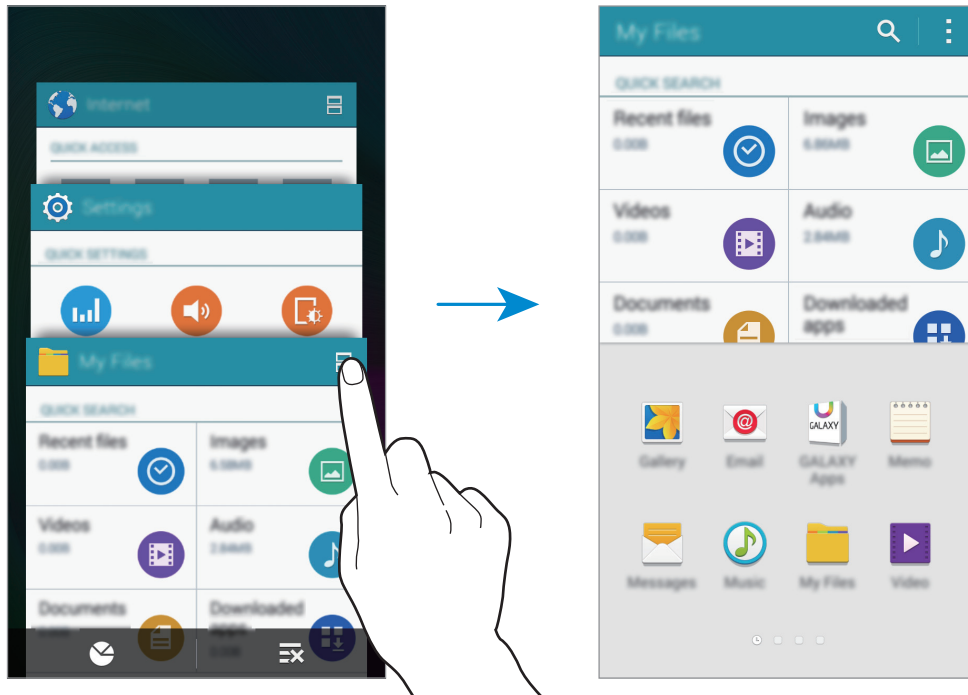 Internet
QUICK ACCESS
Settings
QUICK SETTINGS
My Files
QUICK SEARCH
Recent files
0.00B
Images
6.58MB
Videos
0.00B
Audio
2.84MB
Documents
Downloaded
0.00B
My Files
QUICK SEARCH
Recent files
0.00B
Images
6.86MB
Videos
0.00B
Audio
2.84MB
Documents
0.00B
Downloaded
apps
GALAXY
Gallery
Email
GALAXY
Apps
Memo
Messages
Music
My Files
Video